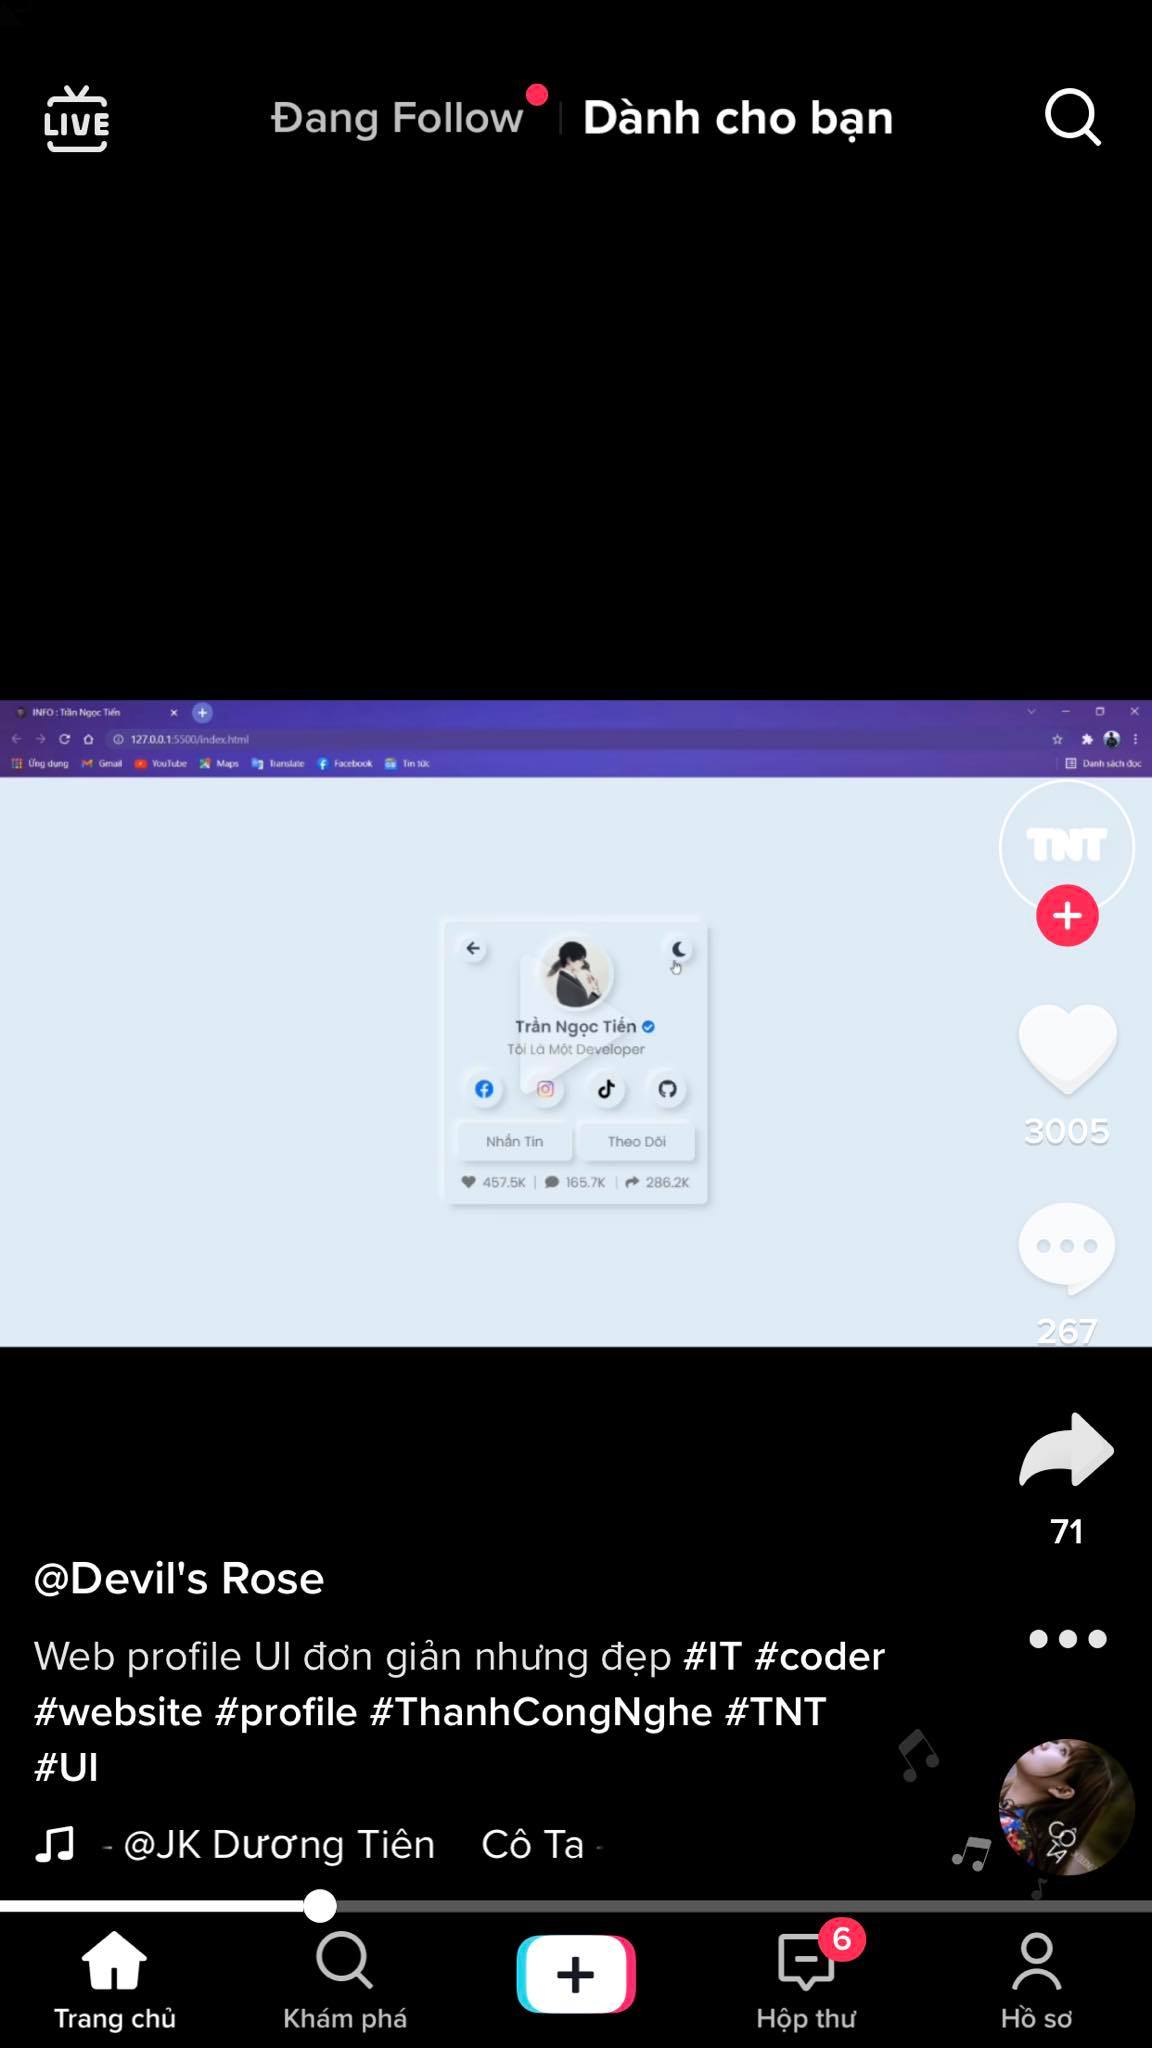 LIVE
Đang Follow
Dành cho bạn
INFO : Trần Ngọc Tiến
127.0.0.1:5500/index.html
Ứng dụng
Gmail
YouTube
Maps
Translate
Facebook
Tin tức
Danh sách đọc
TNT
Trần Ngọc Tiến
Tôi Là Một Developer
Nhắn Tin
Theo Dõi
457.5K | 165.7K | 286.2K
3005
267
71
@Devil's Rose
Web profile UI đơn giản nhưng đẹp #IT #coder
#website #profile #ThanhCongNghe #TNT
#UI
- @JK Dương Tiên Cô Ta -
CÔ
TA
6
Trang chủ
Khám phá
Hộp thư
Hồ sơ